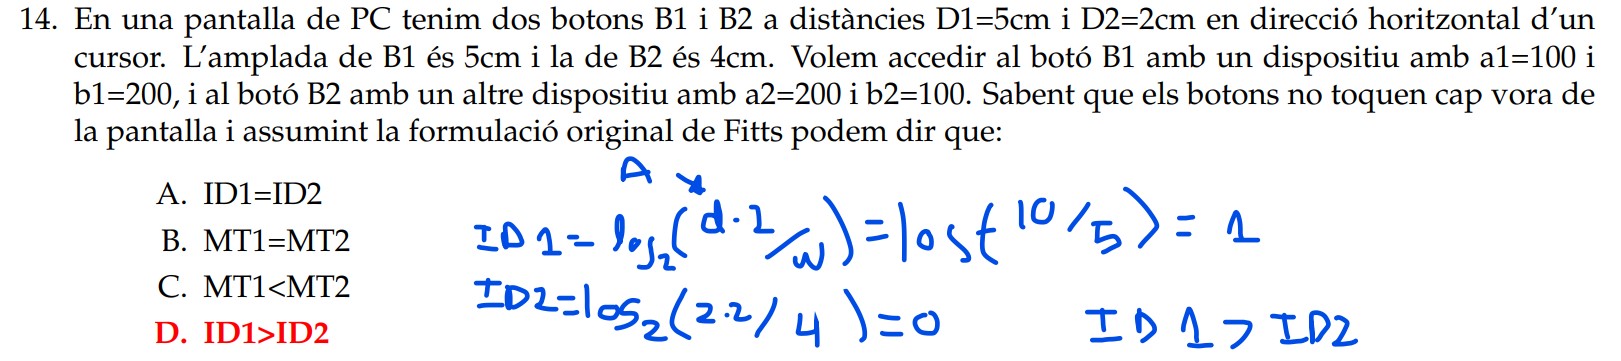 14. En una pantalla de PC tenim dos botons B1 i B2 a distàncies D1=5cm i D2=2cm en direcció horitzontal d'un
cursor. L'amplada de B1 és 5cm i la de B2 és 4cm. Volem accedir al botó B1 amb un dispositiu amb a1=100 i
b1=200, i al botó B2 amb un altre dispositiu amb a2=200 i b2=100. Sabent que els botons no toquen cap vora de
la pantalla i assumint la formulació original de Fitts podem dir que:
A. ID1=ID2
B. MT1=MT2
C. MT1<MT2
D. ID1>ID2
A
ID1=log₂(d·2/w)=log(10/5)=1
ID2=log₂(2·2/4)=0
ID1>ID2